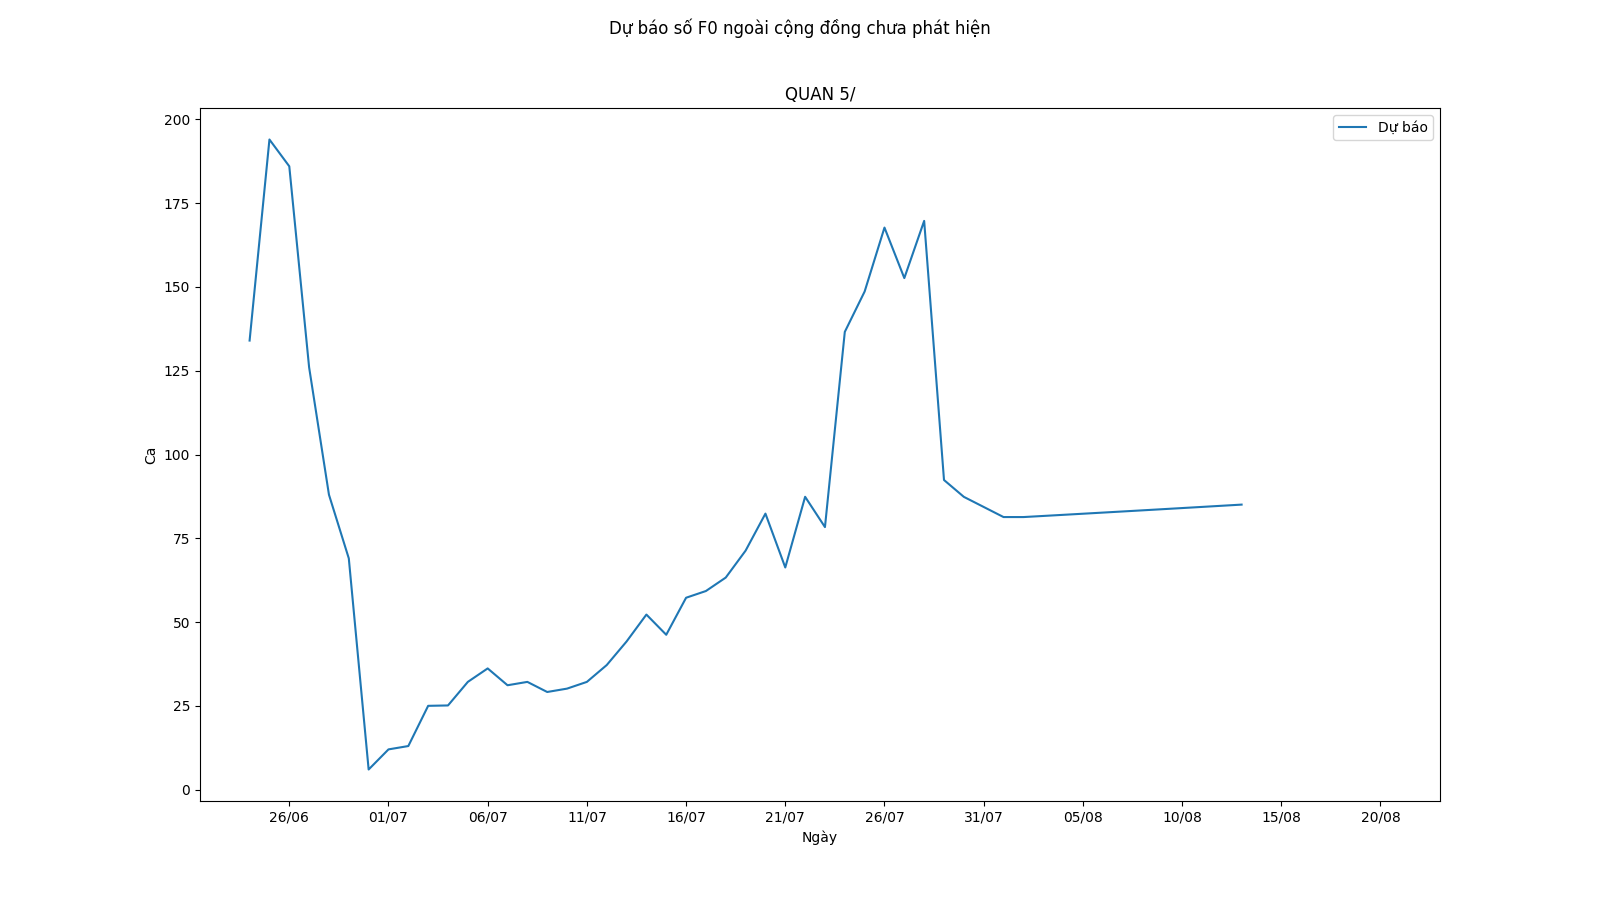 Dự báo số F0 ngoài cộng đồng chưa phát hiện
QUAN 5/
Dự báo
200
175
150
125
100
75
50
25
0
Ca
26/06 01/07 06/07 11/07 16/07 21/07 26/07 31/07 05/08 10/08 15/08 20/08
Ngày